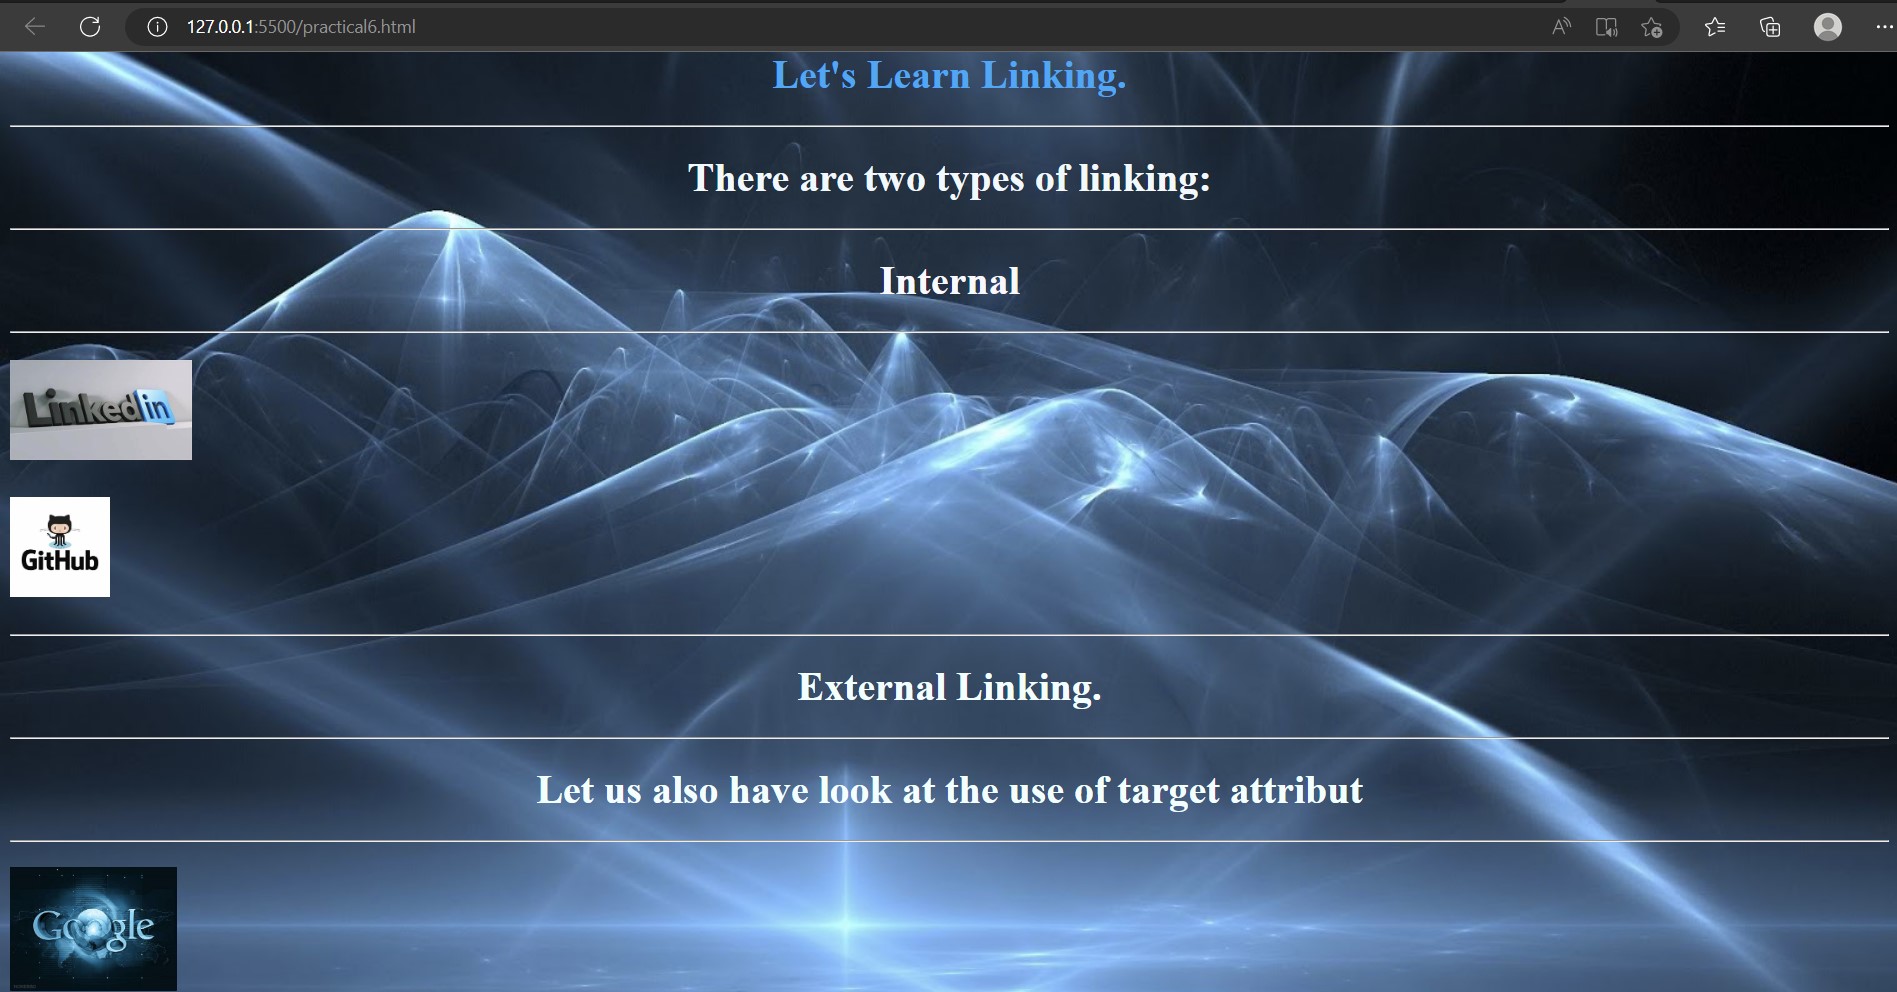 127.0.0.1:5500/practical6.html
Let's Learn Linking.
There are two types of linking:
Internal
Linkedin
GitHub
External Linking.
Let us also have look at the use of target attribut
Google